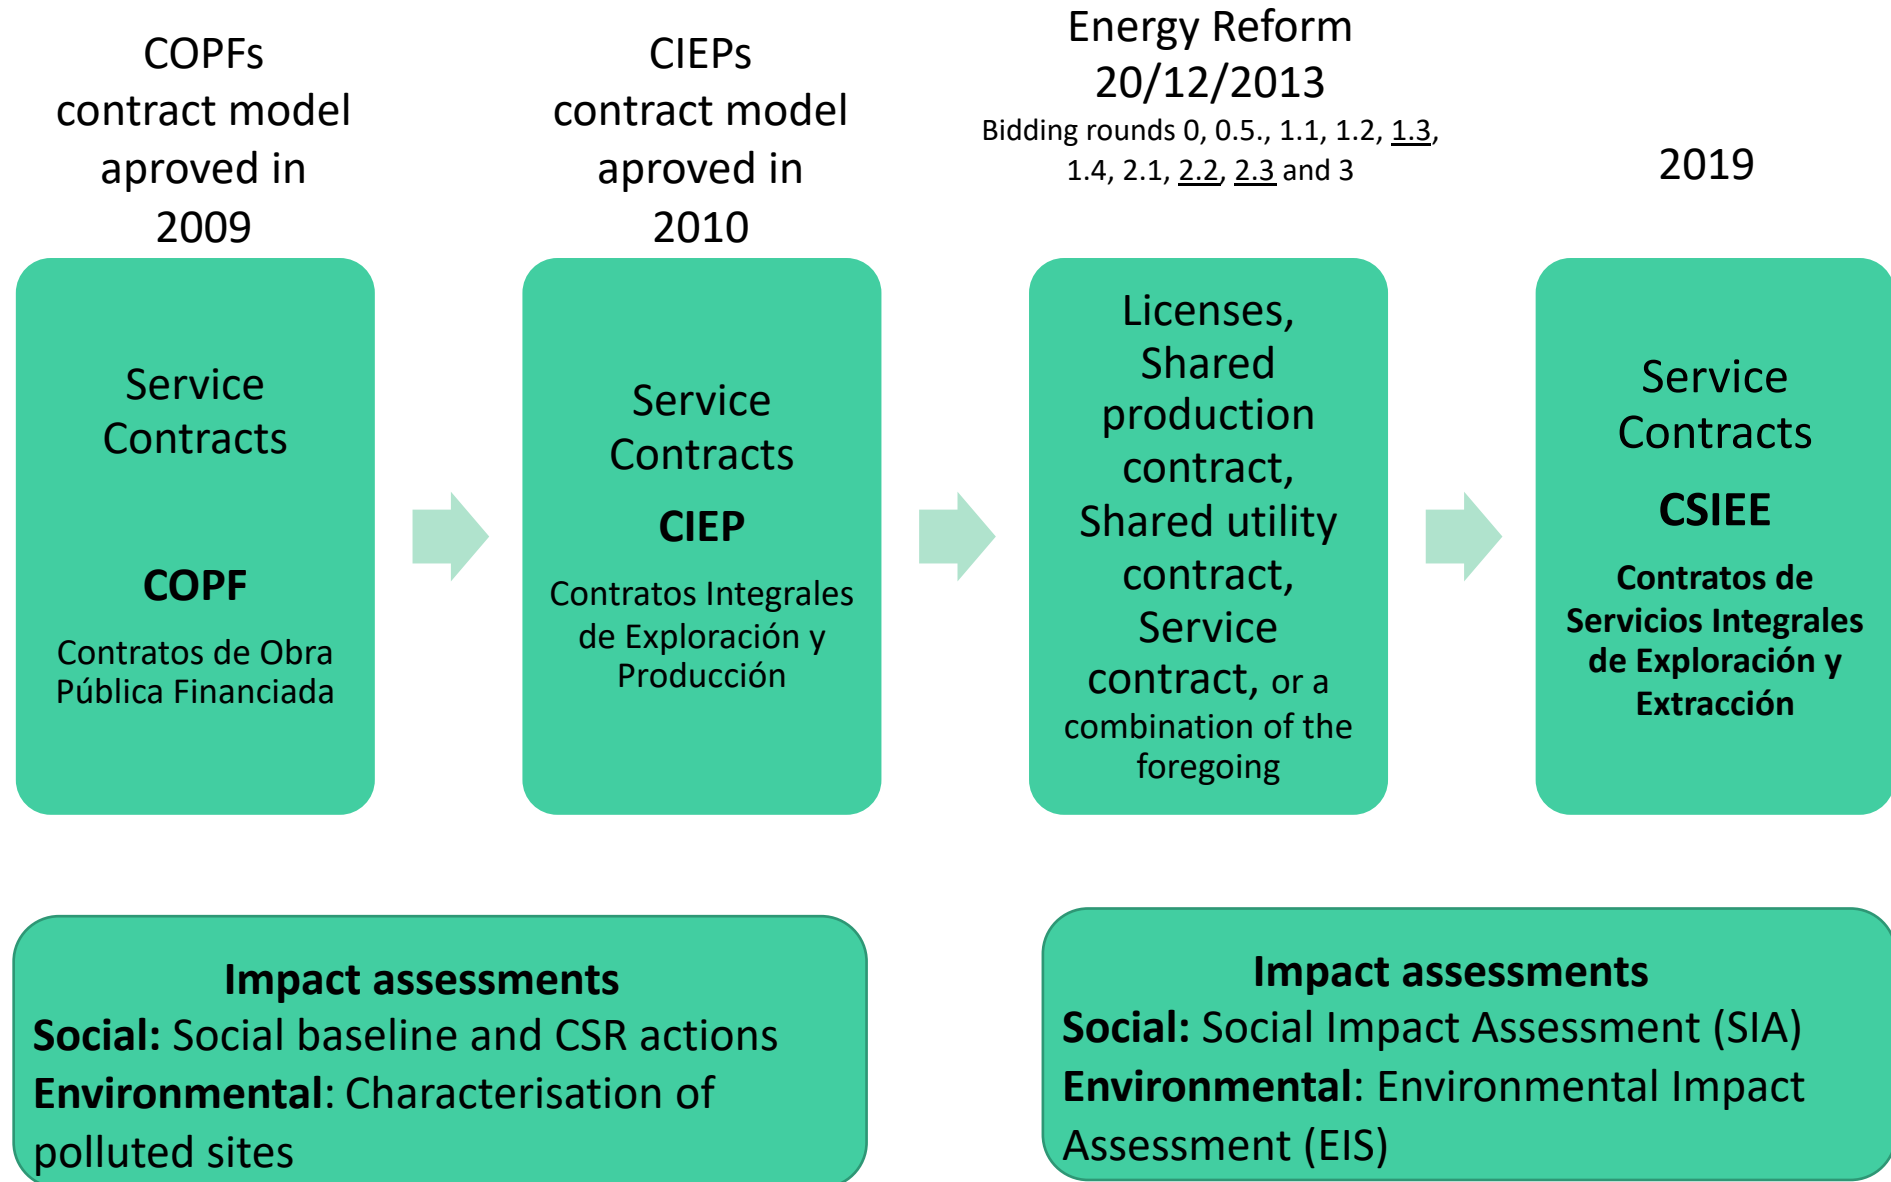 COPFs
contract model
aproved in
2009
CIEPs
contract model
aproved in
2010
Energy Reform
20/12/2013
Bidding rounds 0, 0.5., 1.1, 1.2, 1.3,
1.4, 2.1, 2.2, 2.3 and 3
2019
Service
Contracts
COPF
Contratos de Obra
Pública Financiada
Service
Contracts
CIEP
Contratos Integrales
de Exploración y
Producción
Licenses,
Shared
production
contract,
Shared utility
contract,
Service
contract, or a
combination of the
foregoing
Service
Contracts
CSIEE
Contratos de
Servicios Integrales
de Exploración y
Extracción
Impact assessments
Social: Social baseline and CSR actions
Environmental: Characterisation of
polluted sites
Impact assessments
Social: Social Impact Assessment (SIA)
Environmental: Environmental Impact
Assessment (EIS)